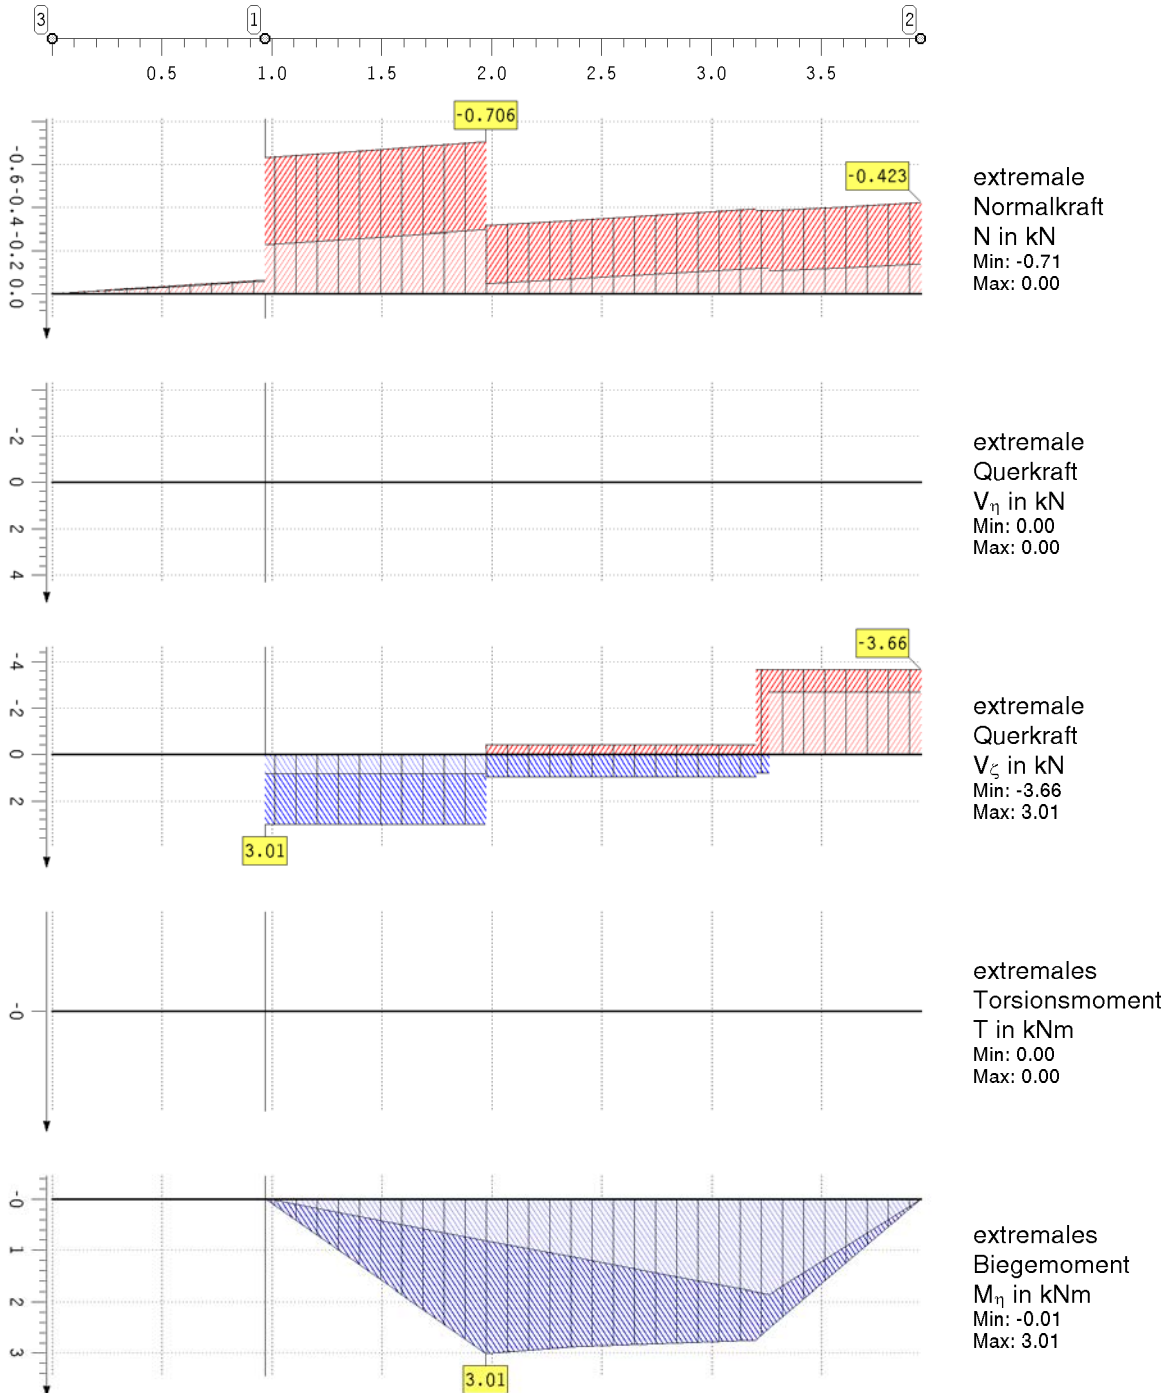 3 1 2
0.5 1.0 1.5 2.0 2.5 3.0 3.5
-0.706
-0.423
-0.6
-0.4
-0.2
0.0
extremale
Normalkraft
N in kN
Min: -0.71
Max: 0.00
-2
0
2
4
extremale
Querkraft
Vη in kN
Min: 0.00
Max: 0.00
-3.66
-4
-2
0
2
3.01
extremale
Querkraft
Vζ in kN
Min: -3.66
Max: 3.01
-0
extremales
Torsionsmoment
T in kNm
Min: 0.00
Max: 0.00
-0
1
2
3
3.01
extremales
Biegemoment
Mη in kNm
Min: -0.01
Max: 3.01